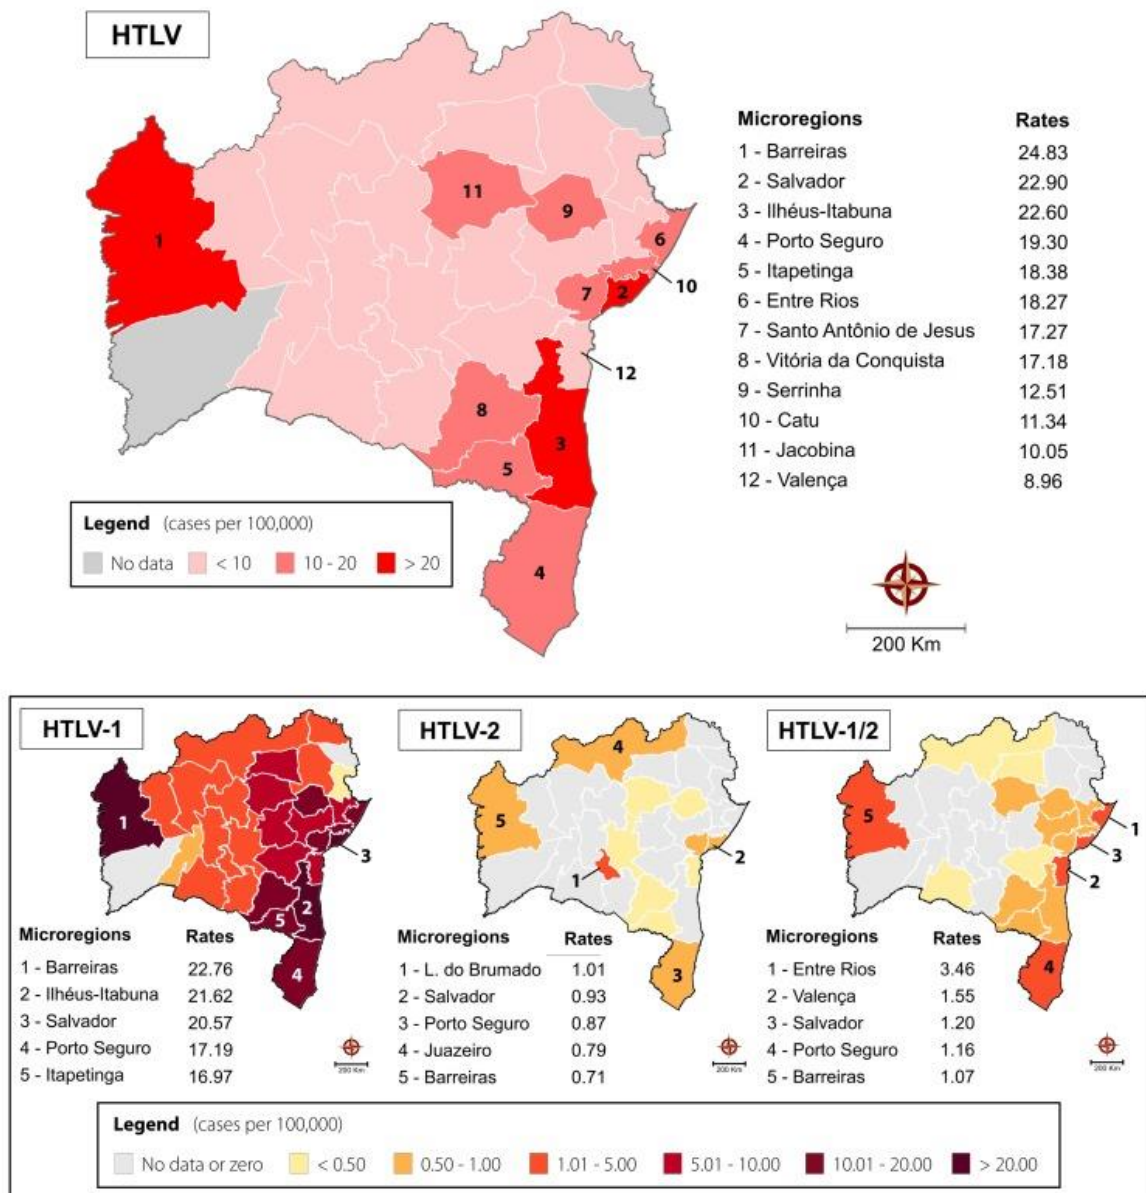 HTLV
1
11
9
6
10
7
2
12
8
3
5
4
Microregions Rates
1 - Barreiras 24.83
2 - Salvador 22.90
3 - Ilhéus-Itabuna 22.60
4 - Porto Seguro 19.30
5 - Itapetinga 18.38
6 - Entre Rios 18.27
7 - Santo Antônio de Jesus 17.27
8 - Vitória da Conquista 17.18
9 - Serrinha 12.51
10 - Catu 11.34
11 - Jacobina 10.05
12 - Valença 8.96
Legend (cases per 100,000)
No data < 10 10 - 20 > 20
200 Km
HTLV-1
1
3
2
5
4
Microregions Rates
1 - Barreiras 22.76
2 - Ilhéus-Itabuna 21.62
3 - Salvador 20.57
4 - Porto Seguro 17.19
5 - Itapetinga 16.97
200 Km
HTLV-2
4
5
2
1
3
Microregions Rates
1 - L. do Brumado 1.01
2 - Salvador 0.93
3 - Porto Seguro 0.87
4 - Juazeiro 0.79
5 - Barreiras 0.71
200 Km
HTLV-1/2
5
1
3
2
4
Microregions Rates
1 - Entre Rios 3.46
2 - Valença 1.55
3 - Salvador 1.20
4 - Porto Seguro 1.16
5 - Barreiras 1.07
200 Km
Legend (cases per 100,000)
No data or zero < 0.50 0.50 - 1.00 1.01 - 5.00 5.01 - 10.00 10.01 - 20.00 > 20.00